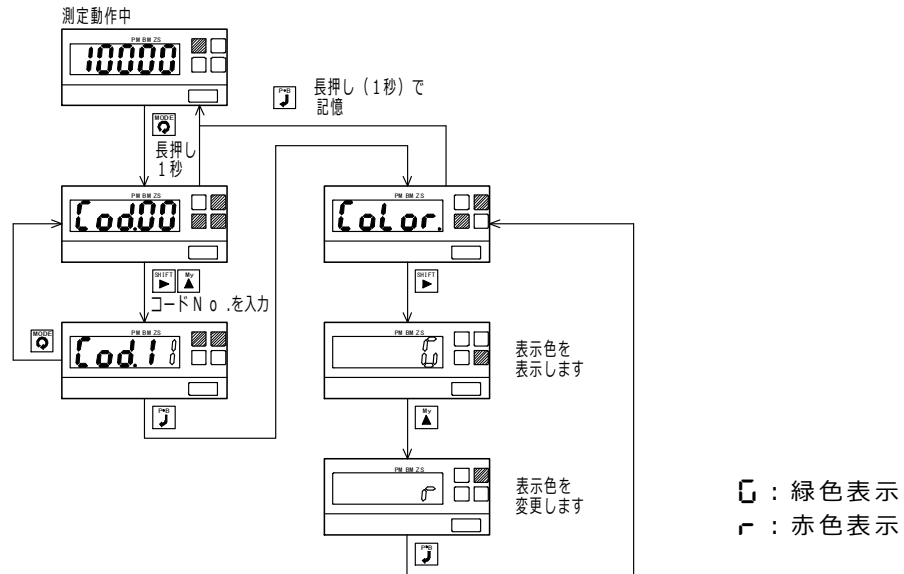 測定動作中
PM BM ZS
10000
P•B
長押し（1秒）で
記憶
MODE
長押し
1秒
PM BM ZS
Cod.00
PM BM ZS
CoLor.
SHIFT My
コードNo.を入力
SHIFT
MODE
PM BM ZS
Cod.11
PM BM ZS
G
表示色を
表示します
P•B
My
PM BM ZS
r
表示色を
変更します
G：緑色表示
r：赤色表示
P•B